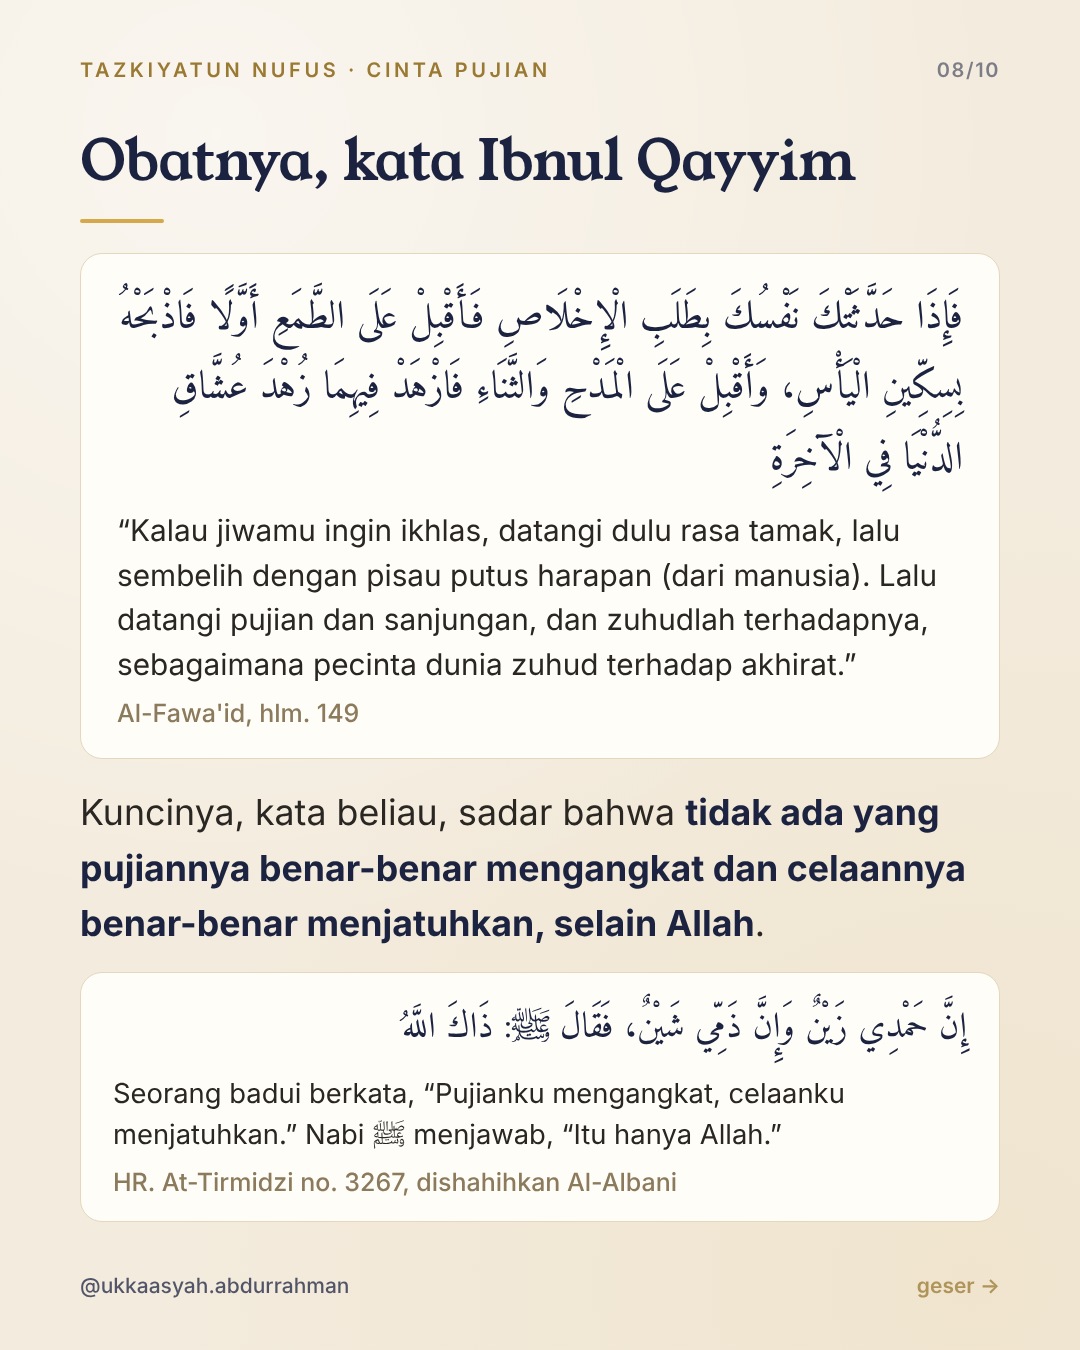 TAZKIYATUN NUFUS · CINTA PUJIAN
08/10
Obatnya, kata Ibnul Qayyim
فَإِذَا حَدَّثَتْكَ نَفْسُكَ بِطَلَبِ الْإِخْلَاصِ فَأَقْبِلْ عَلَى الطَّمَعِ أَوَّلًا فَاذْبَحْهُ
بِسِكِّينِ الْيَأْسِ، وَأَقْبِلْ عَلَى الْمَدْحِ وَالثَّنَاءِ فَازْهَدْ فِيهِمَا زُهْدَ عُشَّاقِ
الدُّنْيَا فِي الْآخِرَةِ
“Kalau jiwamu ingin ikhlas, datangi dulu rasa tamak, lalu
sembelih dengan pisau putus harapan (dari manusia). Lalu
datangi pujian dan sanjungan, dan zuhudlah terhadapnya,
sebagaimana pecinta dunia zuhud terhadap akhirat.”
Al-Fawa'id, hlm. 149
Kuncinya, kata beliau, sadar bahwa tidak ada yang
pujiannya benar-benar mengangkat dan celaannya
benar-benar menjatuhkan, selain Allah.
إِنَّ حَمْدِي زَيْنٌ وَإِنَّ ذَمِّي شَيْنٌ، فَقَالَ ﷺ: ذَاكَ اللَّهُ
Seorang badui berkata, “Pujianku mengangkat, celaanku
menjatuhkan.” Nabi ﷺ menjawab, “Itu hanya Allah.”
HR. At-Tirmidzi no. 3267, dishahihkan Al-Albani
@ukkaasyah.abdurrahman
geser →